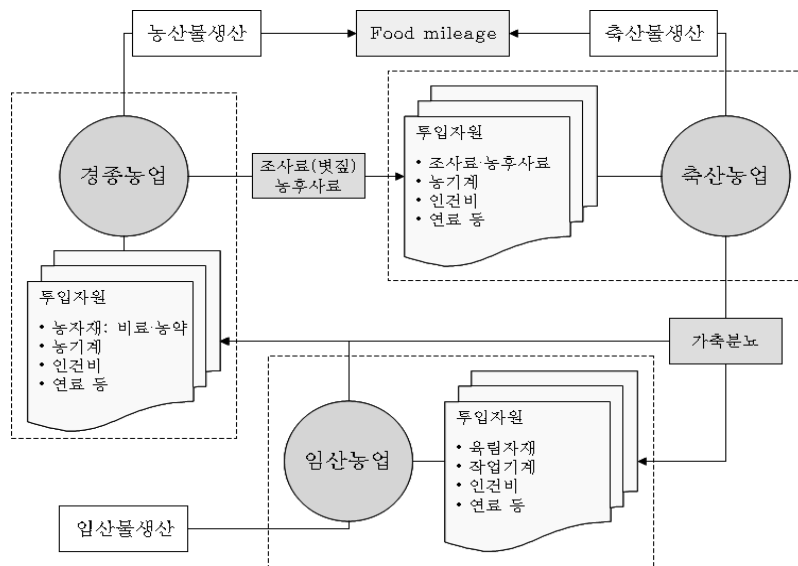 농산물생산
Food mileage
축산물생산
경종농업
조사료(볏짚)
농후사료
투입자원
• 조사료·농후사료
• 농기계
• 인건비
• 연료 등
축산농업
투입자원
• 농자재: 비료·농약
• 농기계
• 인건비
• 연료 등
가축분뇨
임산농업
투입자원
• 육림자재
• 작업기계
• 인건비
• 연료 등
임산물생산